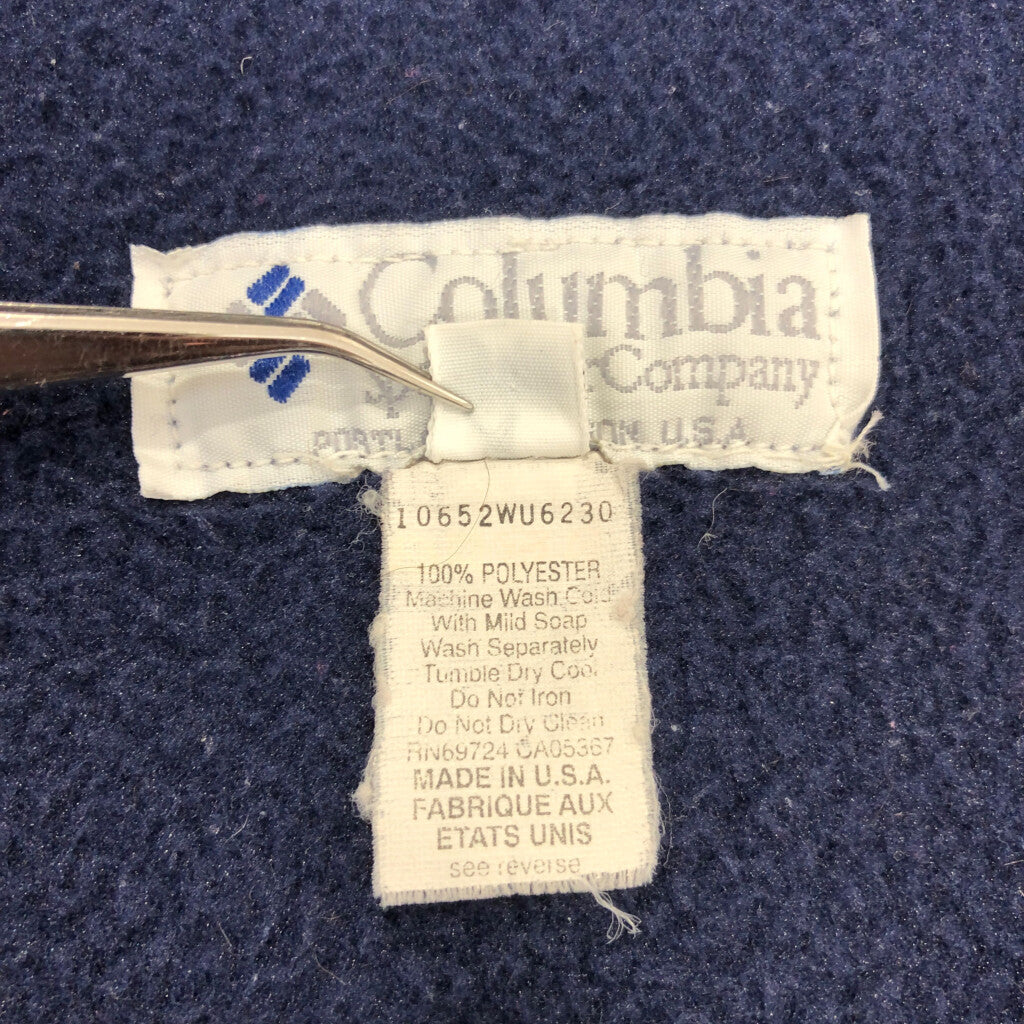 Columbia
Company
U.S.A
10652WU6230
100% POLYESTER
Machine Wash Cold
With Mild Soap
Wash Separately
Tumble Dry Cool
Do Not Iron
Do Not Dry Clean
RN69724 CA05367
MADE IN U.S.A.
FABRIQUE AUX
ETATS UNIS
see reverse